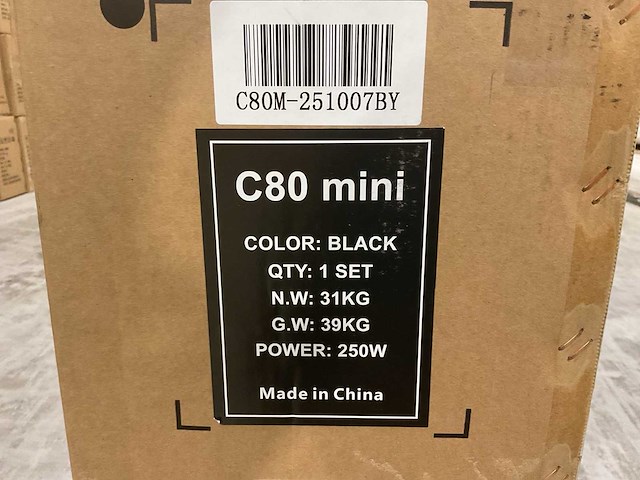 C80M-251007BY
C80 mini
COLOR: BLACK
QTY: 1 SET
N.W: 31KG
G.W: 39KG
POWER: 250W
Made in China